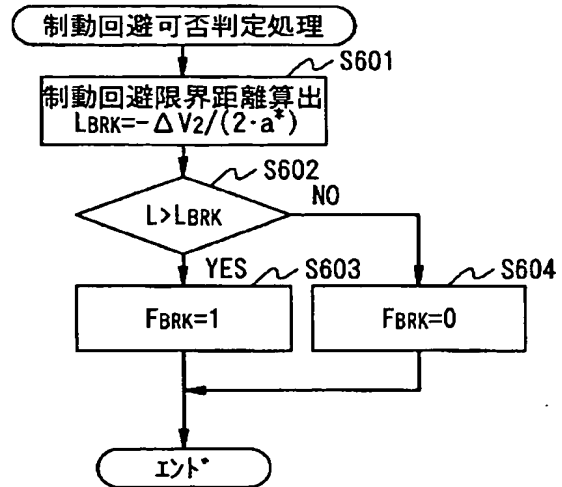 制動回避可否判定処理
S601
制動回避限界距離算出
LBRK=-ΔV2/(2·a*)
S602
L>LBRK
NO
YES
S603
S604
FBRK=1
FBRK=0
エンド